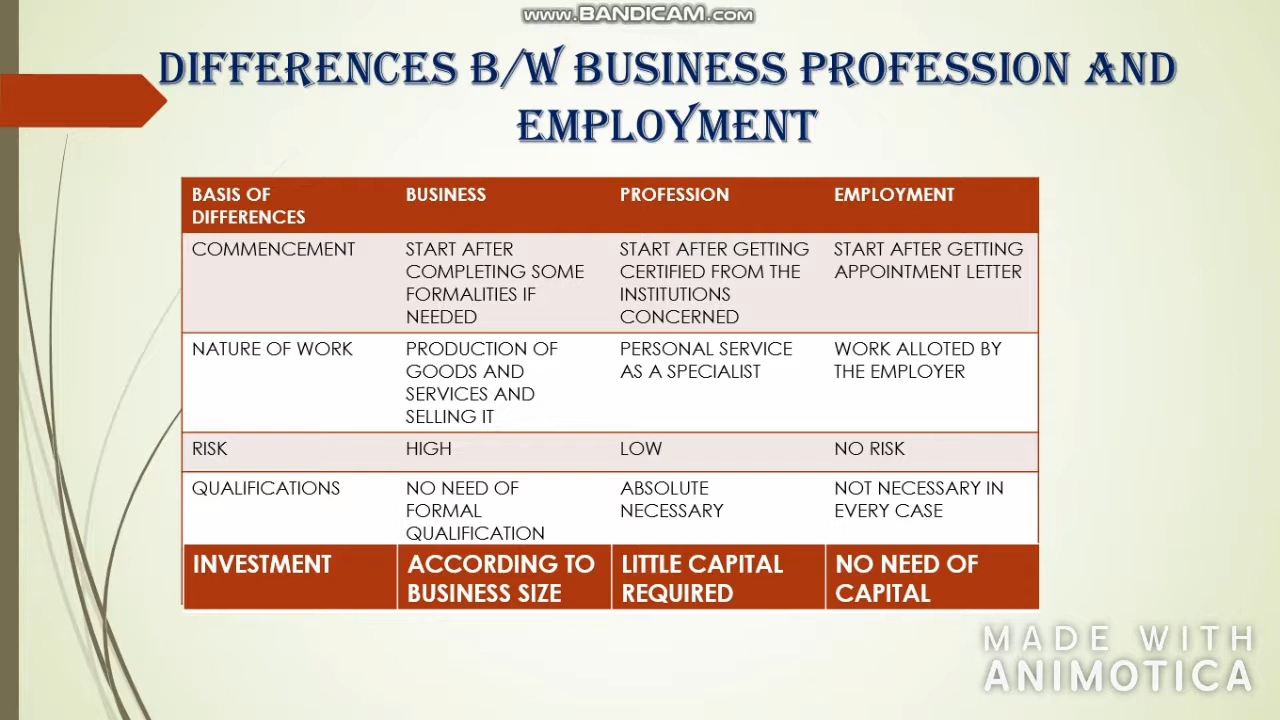 www.BANDICAM.com
DIFFERENCES B/W BUSINESS PROFESSION AND
EMPLOYMENT
BASIS OF
DIFFERENCES
BUSINESS
PROFESSION
EMPLOYMENT
COMMENCEMENT
START AFTER
COMPLETING SOME
FORMALITIES IF
NEEDED
START AFTER GETTING
CERTIFIED FROM THE
INSTITUTIONS
CONCERNED
START AFTER GETTING
APPOINTMENT LETTER
NATURE OF WORK
PRODUCTION OF
GOODS AND
SERVICES AND
SELLING IT
PERSONAL SERVICE
AS A SPECIALIST
WORK ALLOTED BY
THE EMPLOYER
RISK
HIGH
LOW
NO RISK
QUALIFICATIONS
NO NEED OF
FORMAL
QUALIFICATION
ABSOLUTE
NECESSARY
NOT NECESSARY IN
EVERY CASE
INVESTMENT
ACCORDING TO
BUSINESS SIZE
LITTLE CAPITAL
REQUIRED
NO NEED OF
CAPITAL
MADE WITH
ANIMOTICA